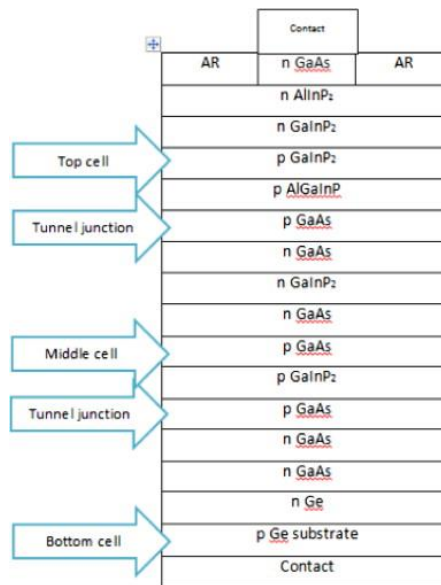 Contact
AR n GaAs AR
n AlInP₂
n GaInP₂
Top cell p GaInP₂
p AlGaInP
Tunnel junction p GaAs
n GaAs
n GaInP₂
n GaAs
Middle cell p GaAs
p GaInP₂
Tunnel junction p GaAs
n GaAs
n GaAs
n Ge
Bottom cell p Ge substrate
Contact